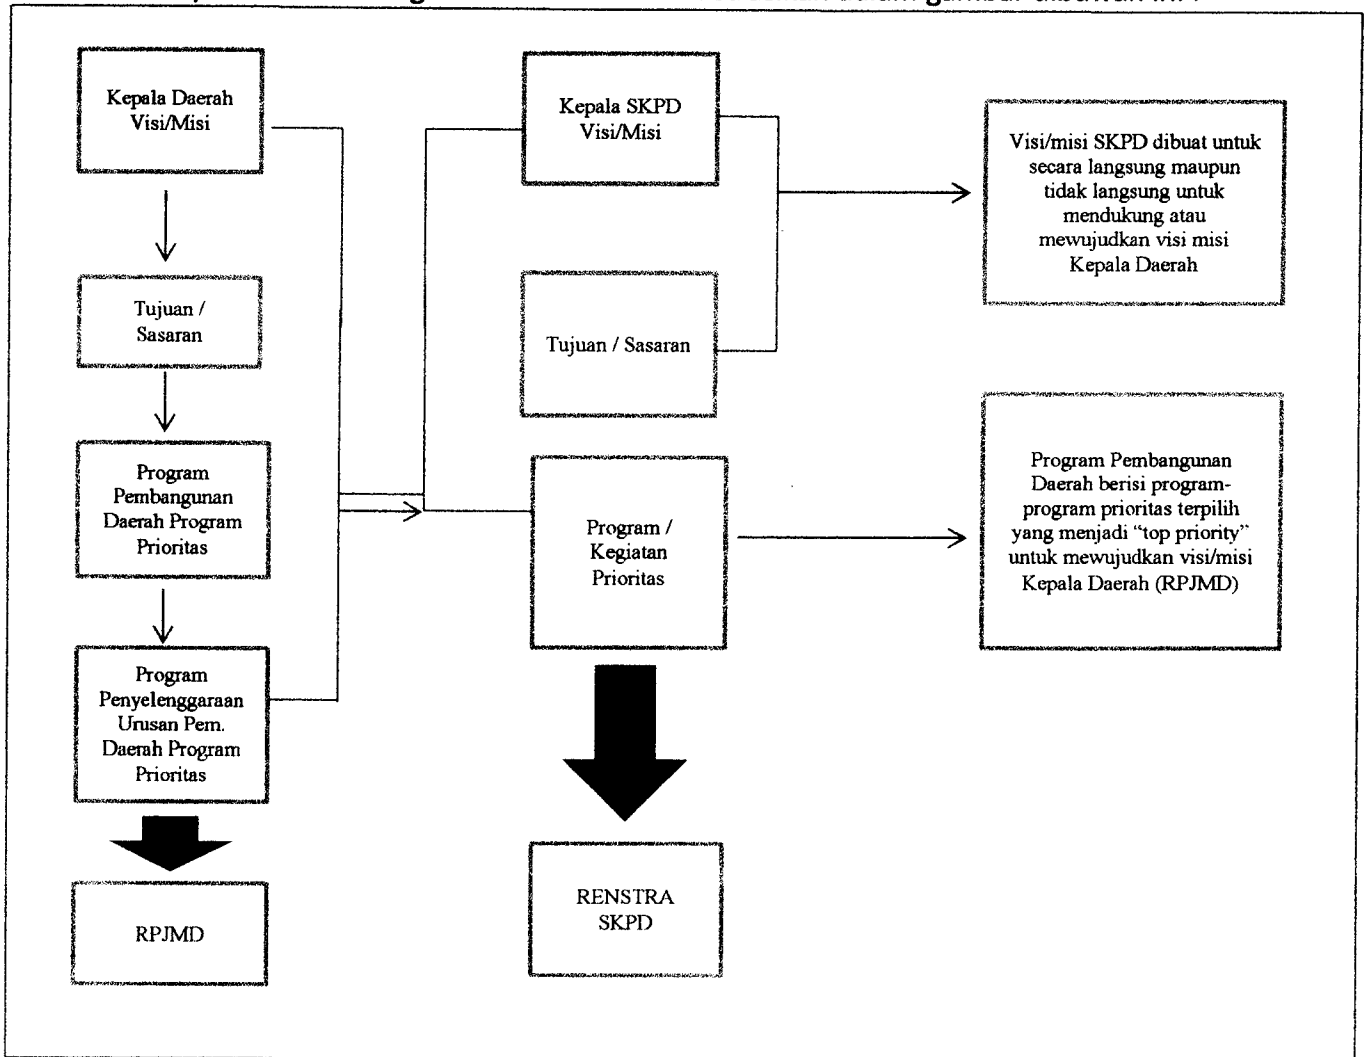 gambar dibawah ini :
Kepala Daerah
Visi/Misi
Tujuan /
Sasaran
Program
Pembangunan
Daerah Program
Prioritas
Program
Penyelenggaraan
Urusan Pem.
Daerah Program
Prioritas
RPJMD
Kepala SKPD
Visi/Misi
Tujuan / Sasaran
Program /
Kegiatan
Prioritas
RENSTRA
SKPD
Visi/misi SKPD dibuat untuk
secara langsung maupun
tidak langsung untuk
mendukung atau
mewujudkan visi misi
Kepala Daerah
Program Pembangunan
Daerah berisi program-
program prioritas terpilih
yang menjadi “top priority”
untuk mewujudkan visi/misi
Kepala Daerah (RPJMD)